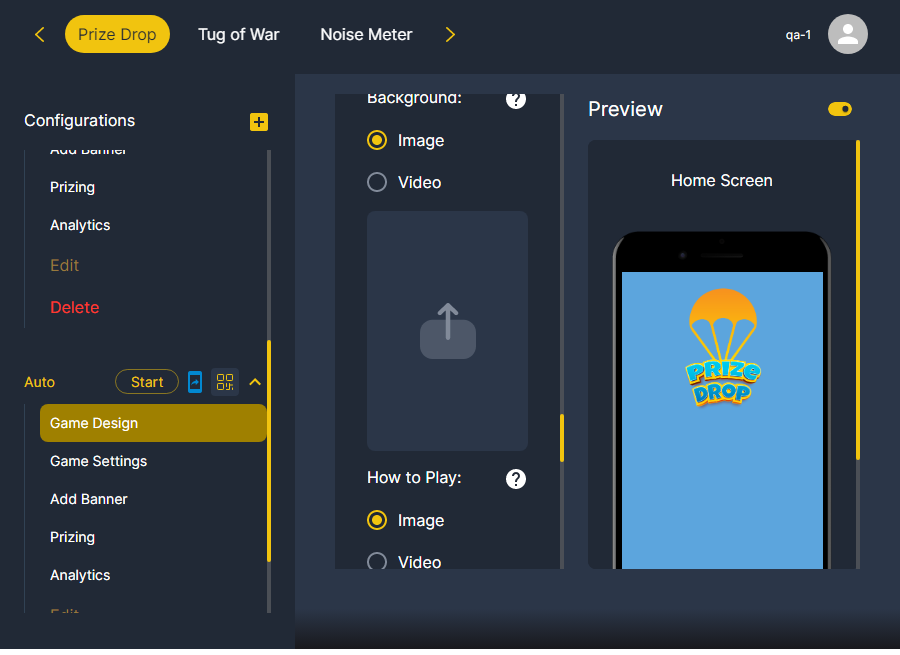 Prize Drop
Tug of War
Noise Meter
qa-1
Configurations
Add Banner
Prizing
Analytics
Edit
Delete
Auto
Start
Game Design
Game Settings
Add Banner
Prizing
Analytics
Edit
Background:
?
Image
Video
How to Play:
?
Image
Video
Preview
Home Screen
PRIZE
DROP